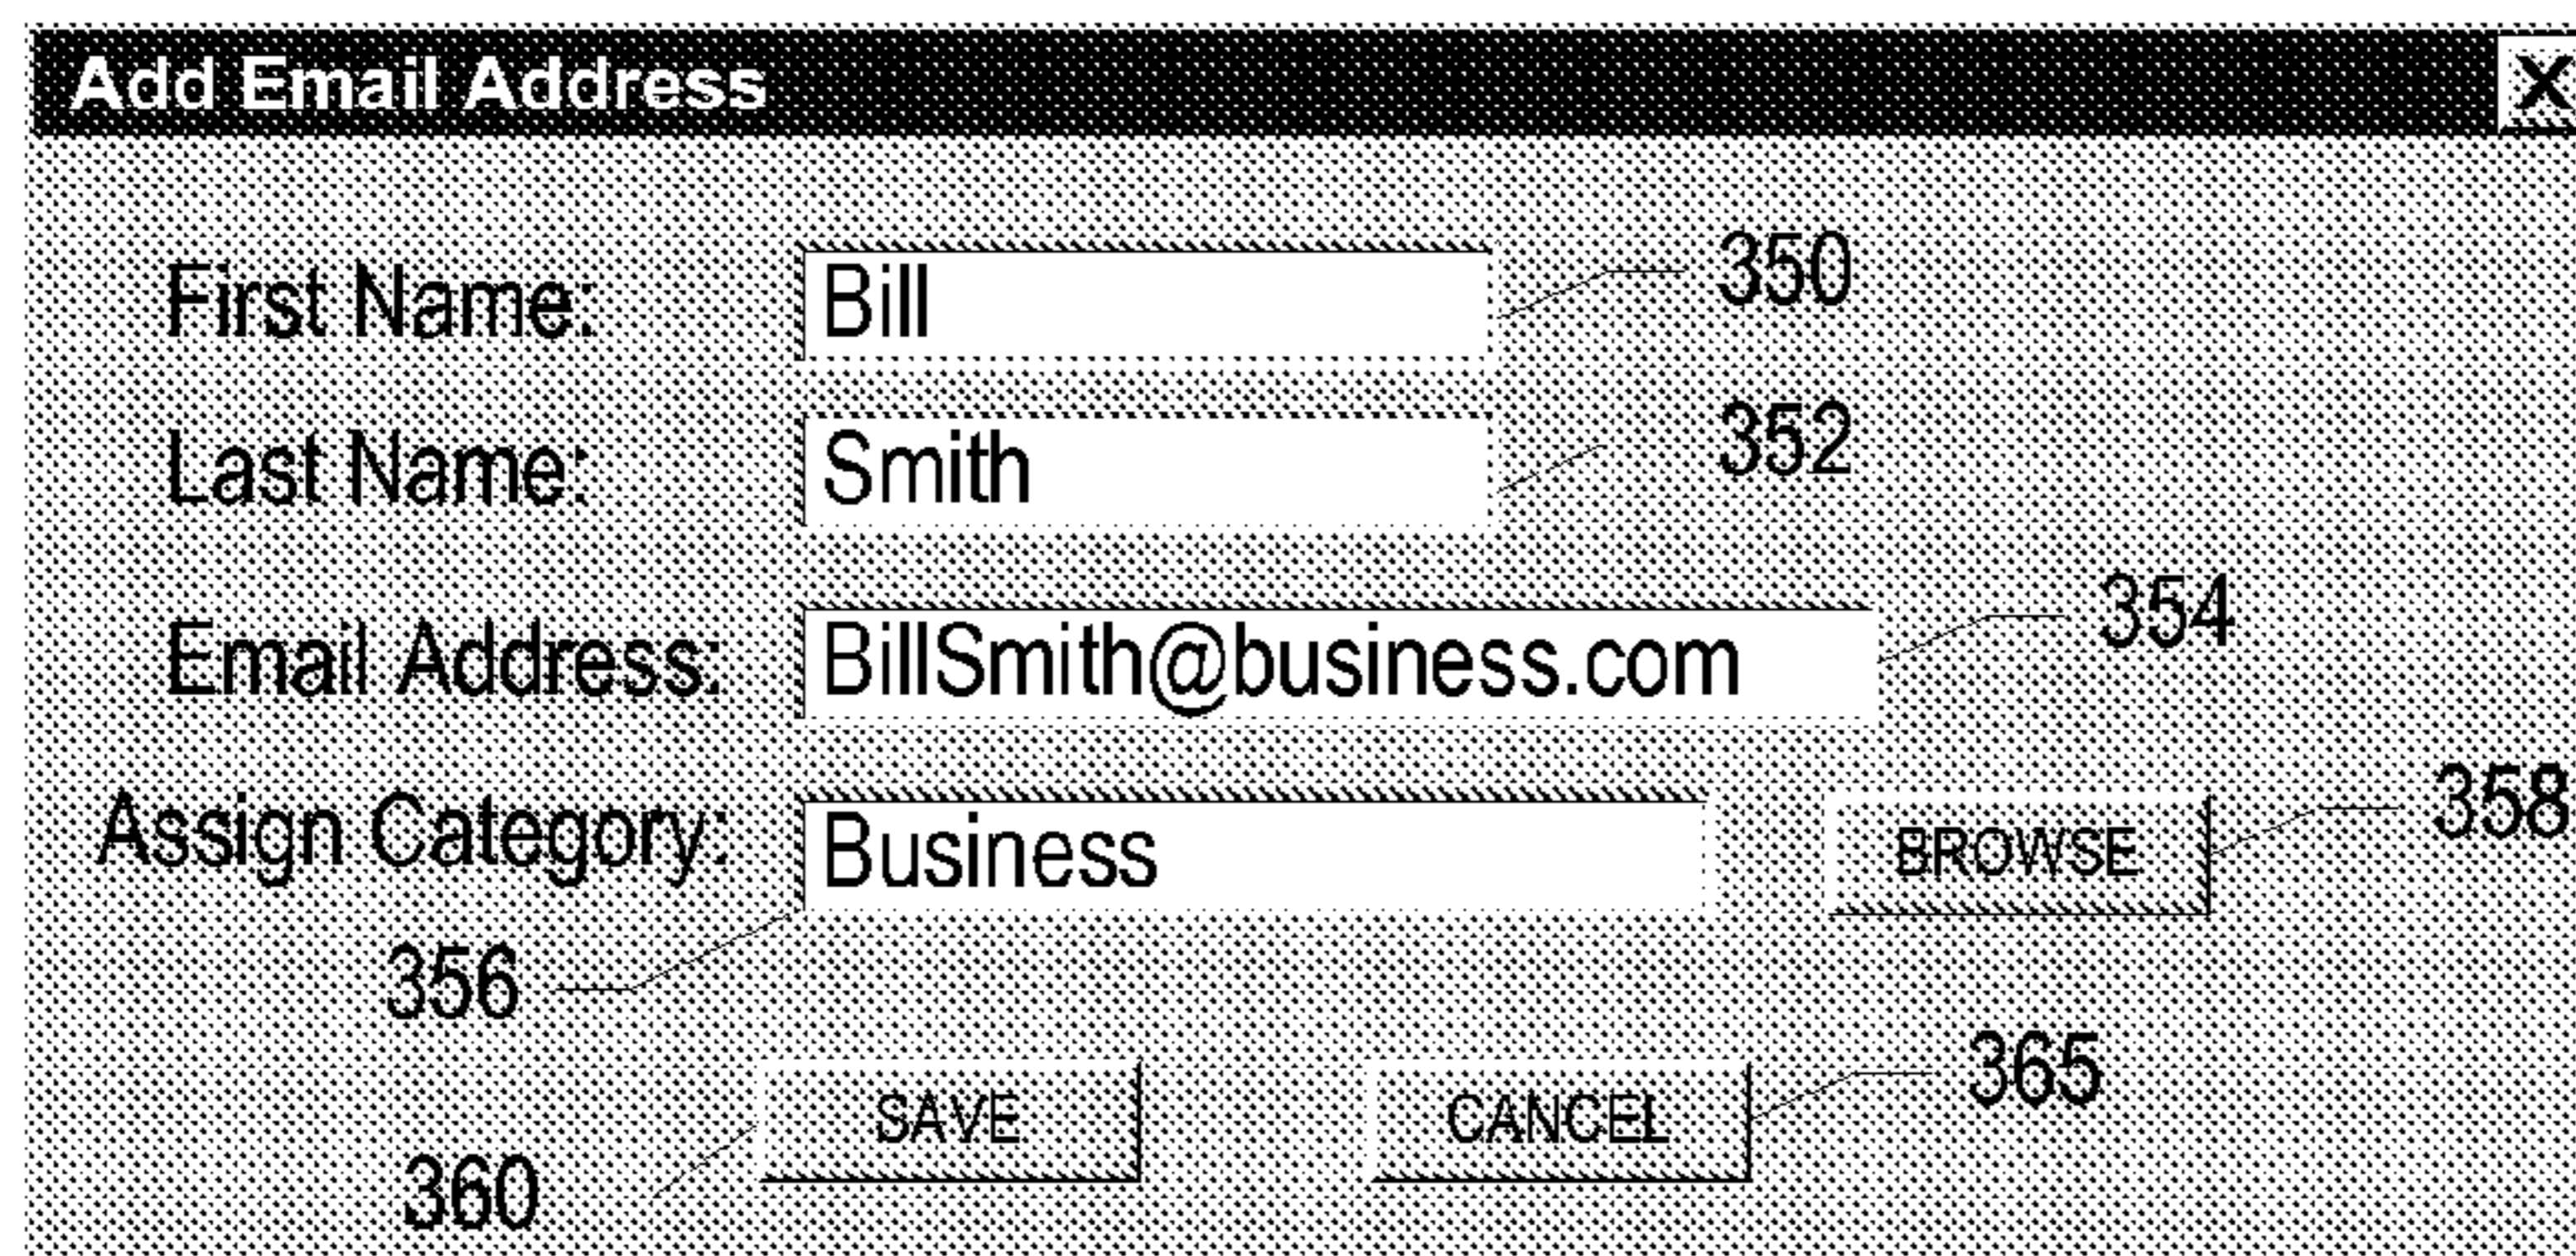 Add Email Address X
First Name: Bill 350
Last Name: Smith 352
Email Address: BillSmith@business.com 354
Assign Category: Business BROWSE 358
356
SAVE CANCEL 365
360